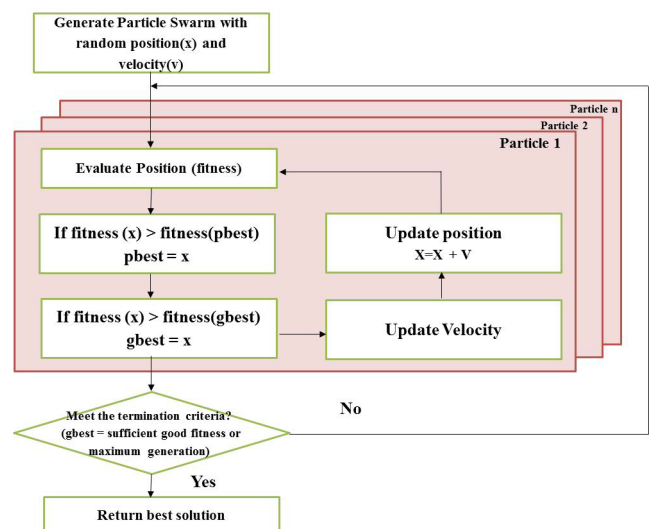 Generate Particle Swarm with
random position(x) and
velocity(v)
Particle n
Particle 2
Particle 1
Evaluate Position (fitness)
If fitness (x) > fitness(pbest)
pbest = x
Update position
X=X + V
If fitness (x) > fitness(gbest)
gbest = x
Update Velocity
Meet the termination criteria?
(gbest = sufficient good fitness or
maximum generation)
No
Yes
Return best solution